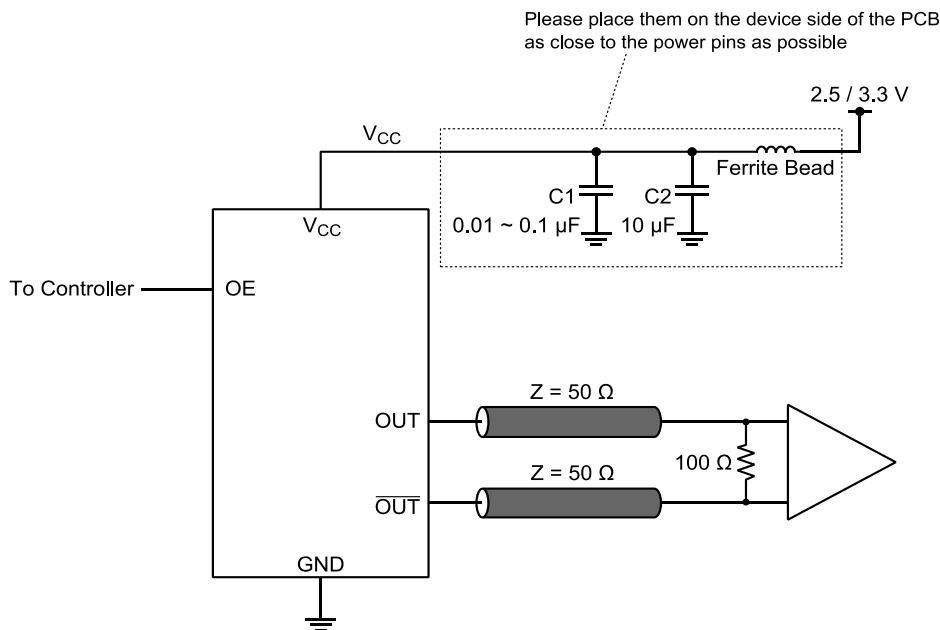 Please place them on the device side of the PCB
as close to the power pins as possible
2.5 / 3.3 V
VCC
Ferrite Bead
C1
C2
0.01 ~ 0.1 µF
10 µF
VCC
To Controller
OE
Z = 50 Ω
OUT
100 Ω
Z = 50 Ω
OUT
GND